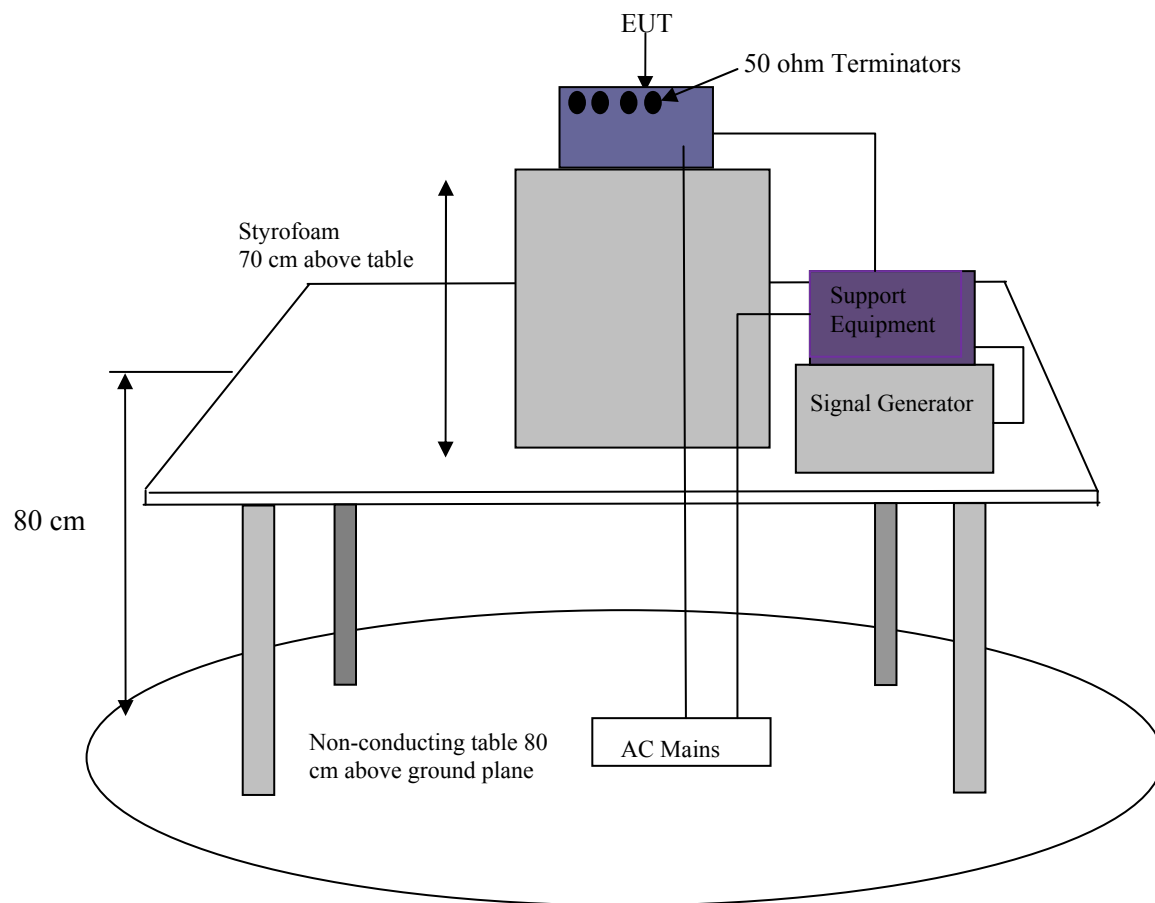 EUT
50 ohm Terminators
Styrofoam
70 cm above table
Support
Equipment
Signal Generator
80 cm
Non-conducting table 80
cm above ground plane
AC Mains